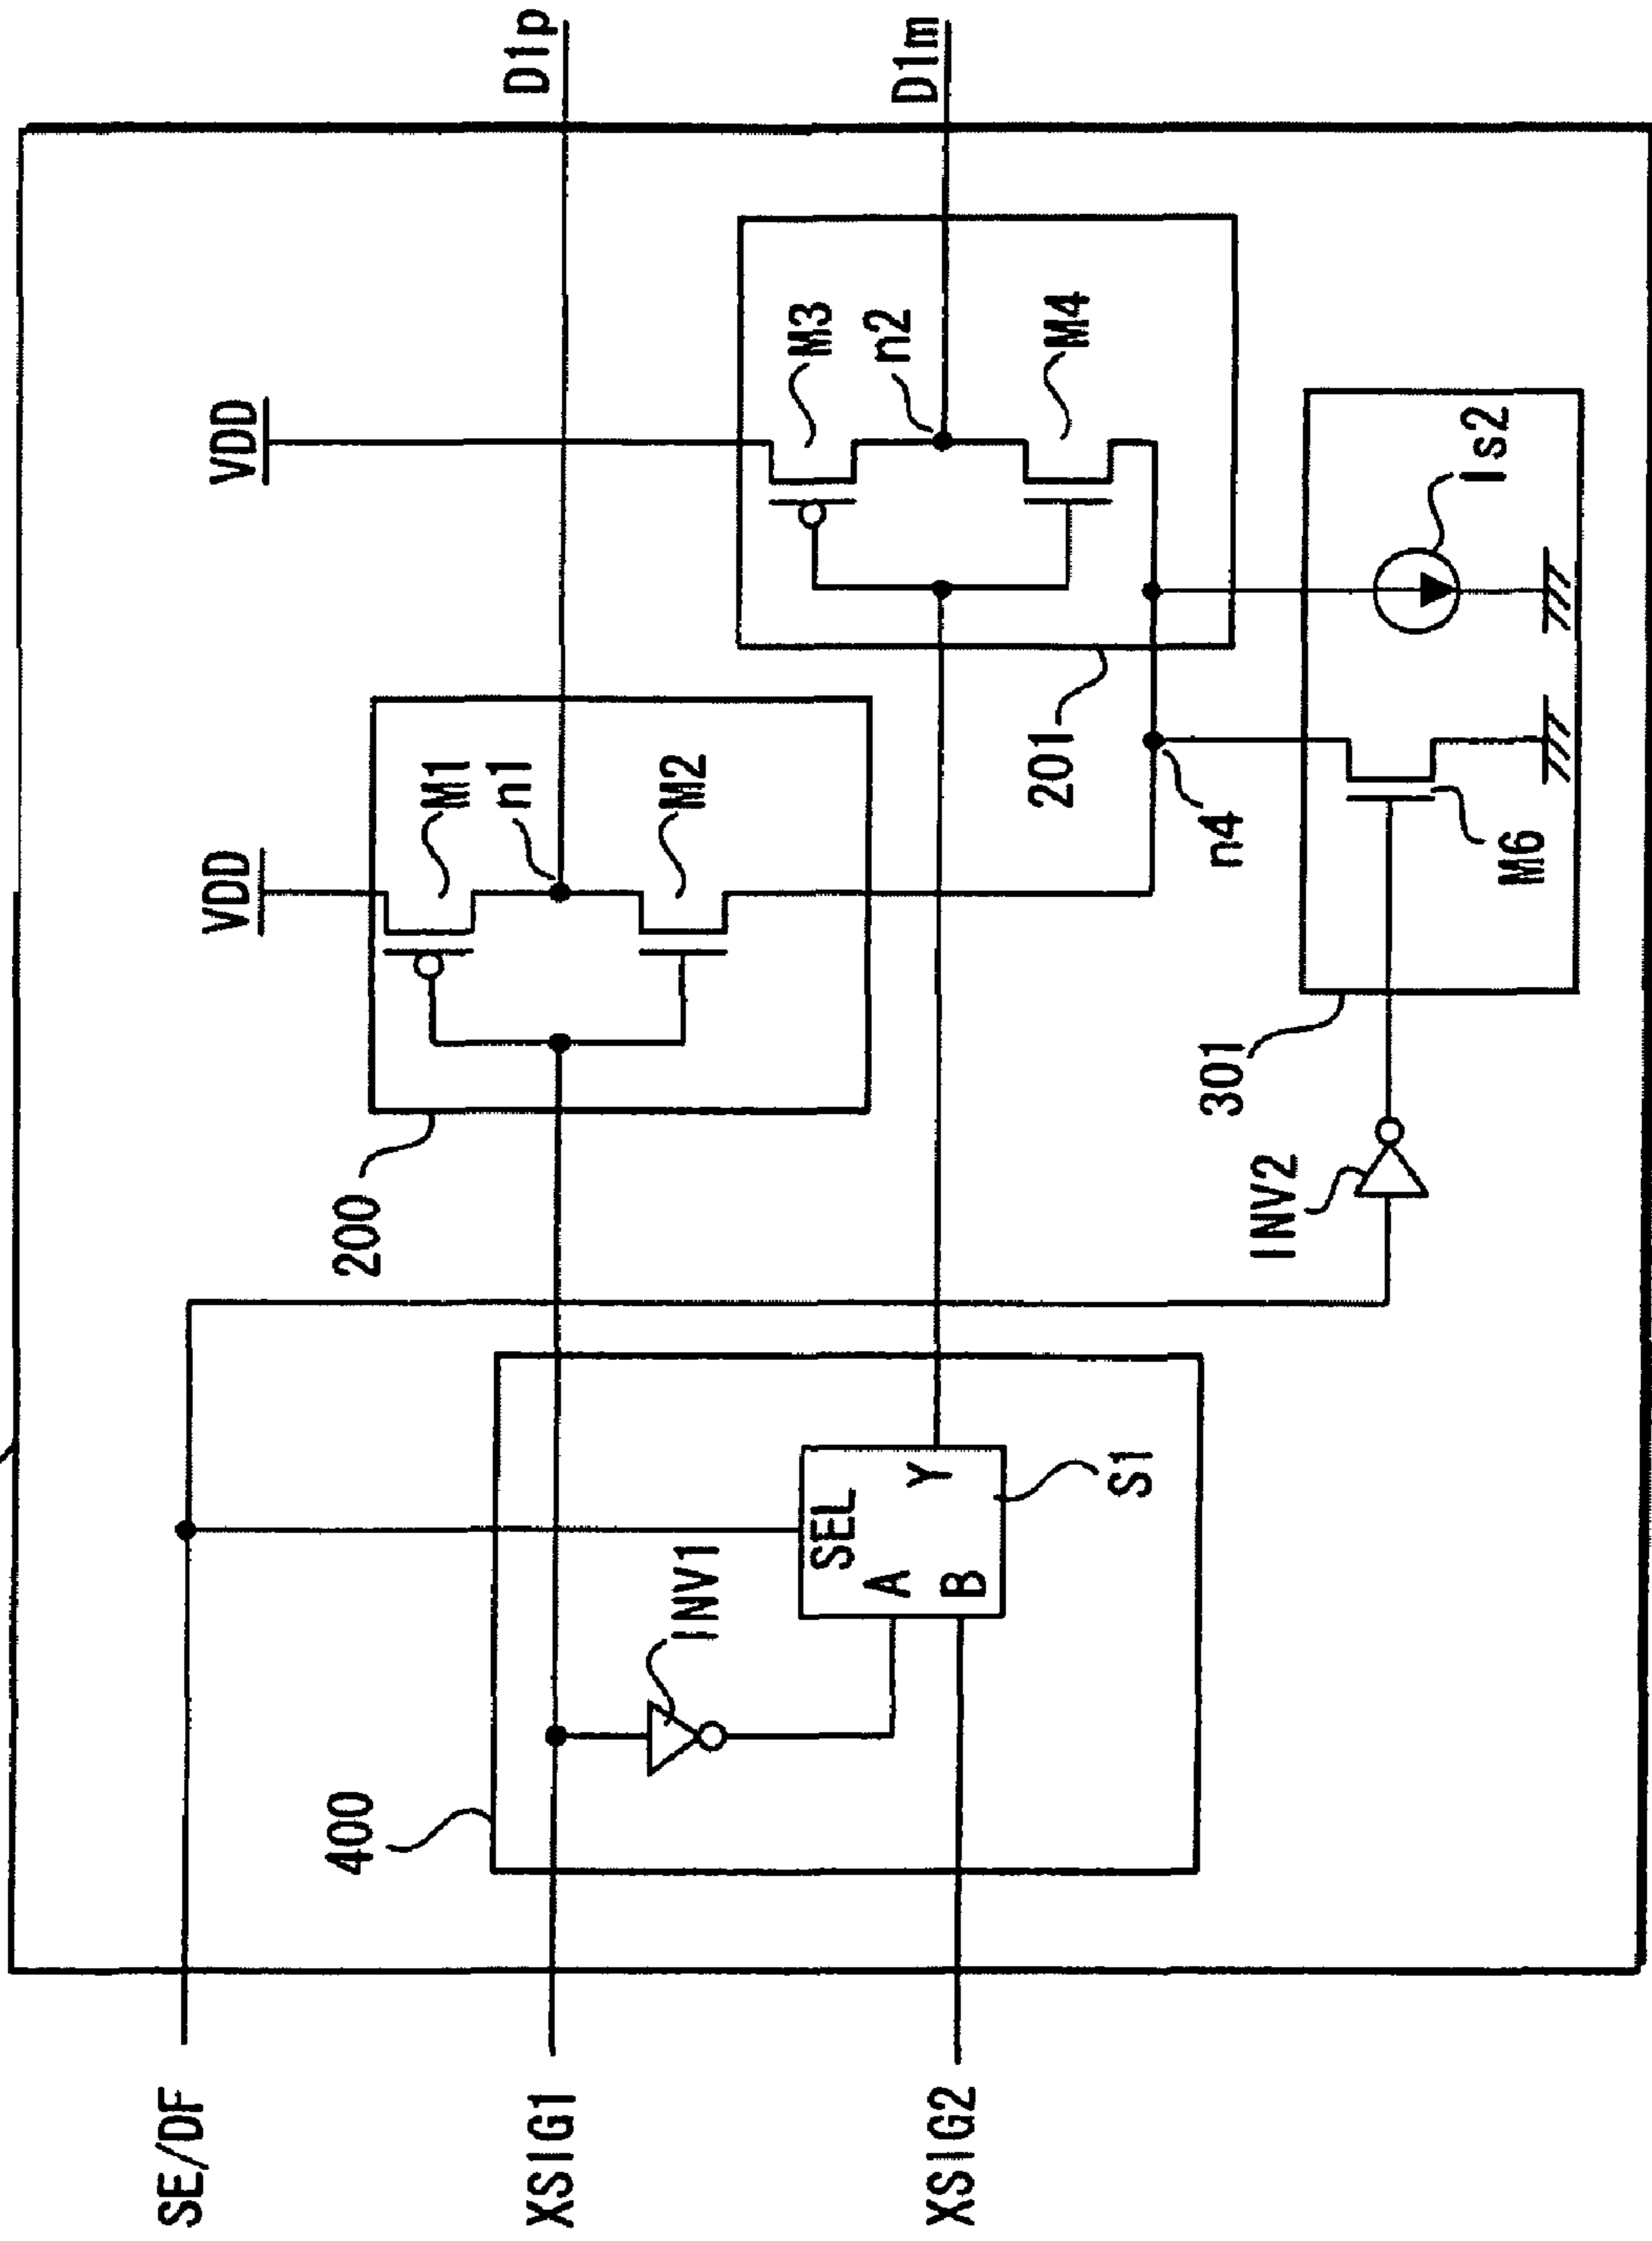 SE/DF
XSIG1
XSIG2
400
INV1
SEL
A
B
Y
S1
200
VDD
M1
n1
M2
VDD
M3
n2
M4
201
n4
301
INV2
M6
Is2
D1p
D1m